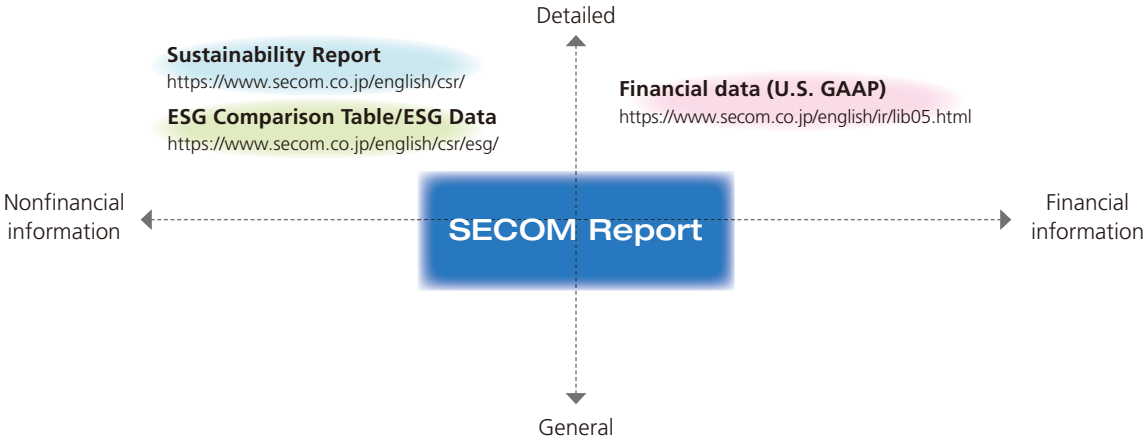 Detailed
Sustainability Report
https://www.secom.co.jp/english/csr/
ESG Comparison Table/ESG Data
https://www.secom.co.jp/english/csr/esg/
Financial data (U.S. GAAP)
https://www.secom.co.jp/english/ir/lib05.html
Nonfinancial
information
SECOM Report
Financial
information
General